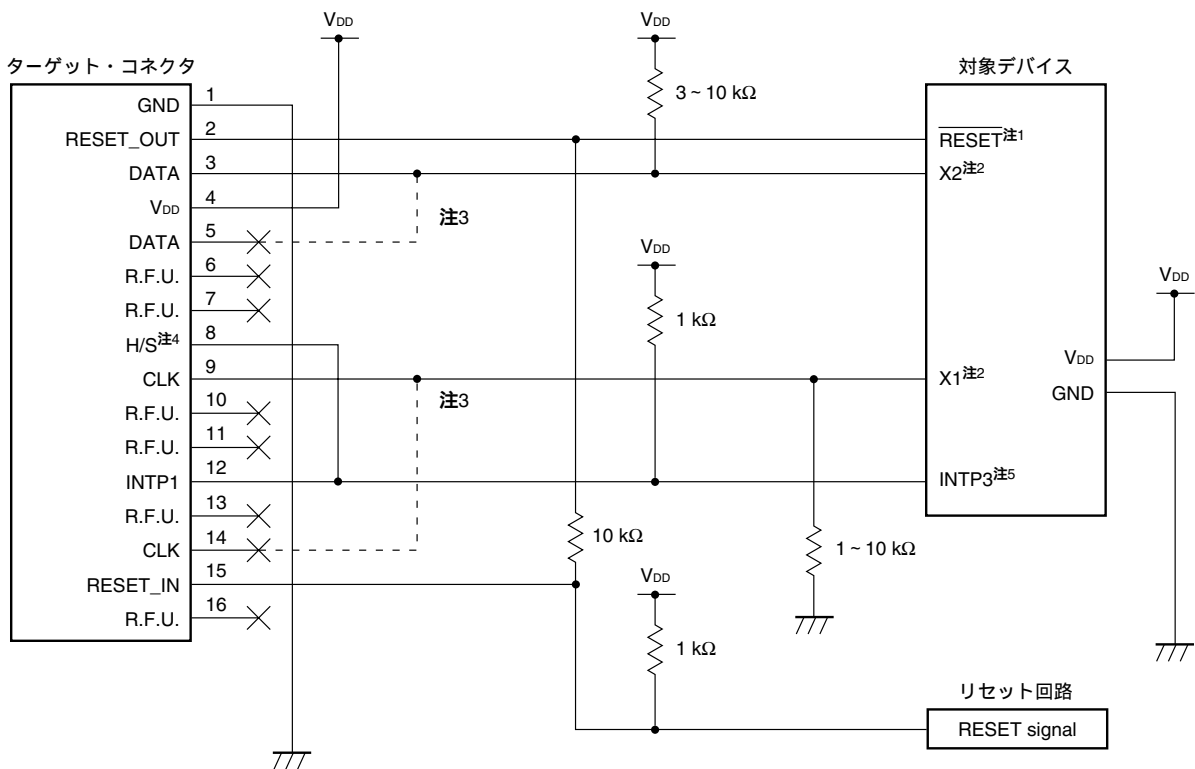 VDD
VDD
ターゲット・コネクタ
対象デバイス
GND 1
3~10 kΩ
RESET_OUT 2
RESET注1
DATA 3
X2注2
VDD 4
注3
DATA 5
VDD
R.F.U. 6
VDD
R.F.U. 7
1 kΩ
H/S注4 8
VDD
CLK 9
X1注2
注3
GND
R.F.U. 10
R.F.U. 11
INTP1 12
INTP3注5
R.F.U. 13
10 kΩ
1~10 kΩ
CLK 14
RESET_IN 15
VDD
R.F.U. 16
1 kΩ
リセット回路
RESET signal